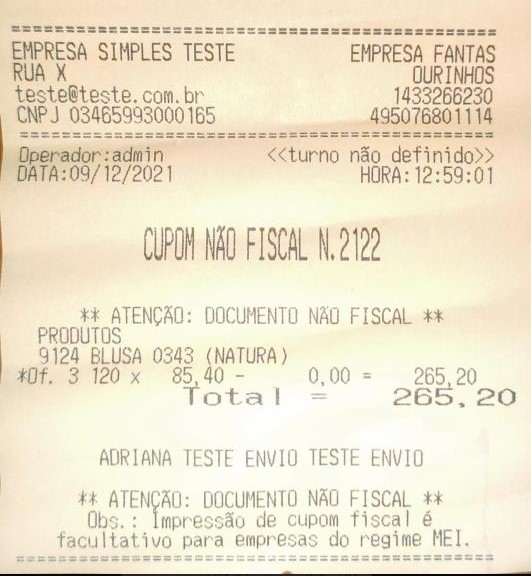 EMPRESA SIMPLES TESTE EMPRESA FANTAS
RUA X OURINHOS
teste@teste.com.br 1433266230
CNPJ 03465993000165 495076801114
Operador:admin <<turno não definido>>
DATA:09/12/2021 HORA:12:59:01
CUPOM NÃO FISCAL N.2122
** ATENÇÃO: DOCUMENTO NÃO FISCAL **
PRODUTOS
9124 BLUSA 0343 (NATURA)
*Of. 3 120 x 85,40 - 0,00 = 265,20
Total = 265,20
ADRIANA TESTE ENVIO TESTE ENVIO
** ATENÇÃO: DOCUMENTO NÃO FISCAL **
Obs.: Impressão de cupom fiscal é
facultativo para empresas do regime MEI.